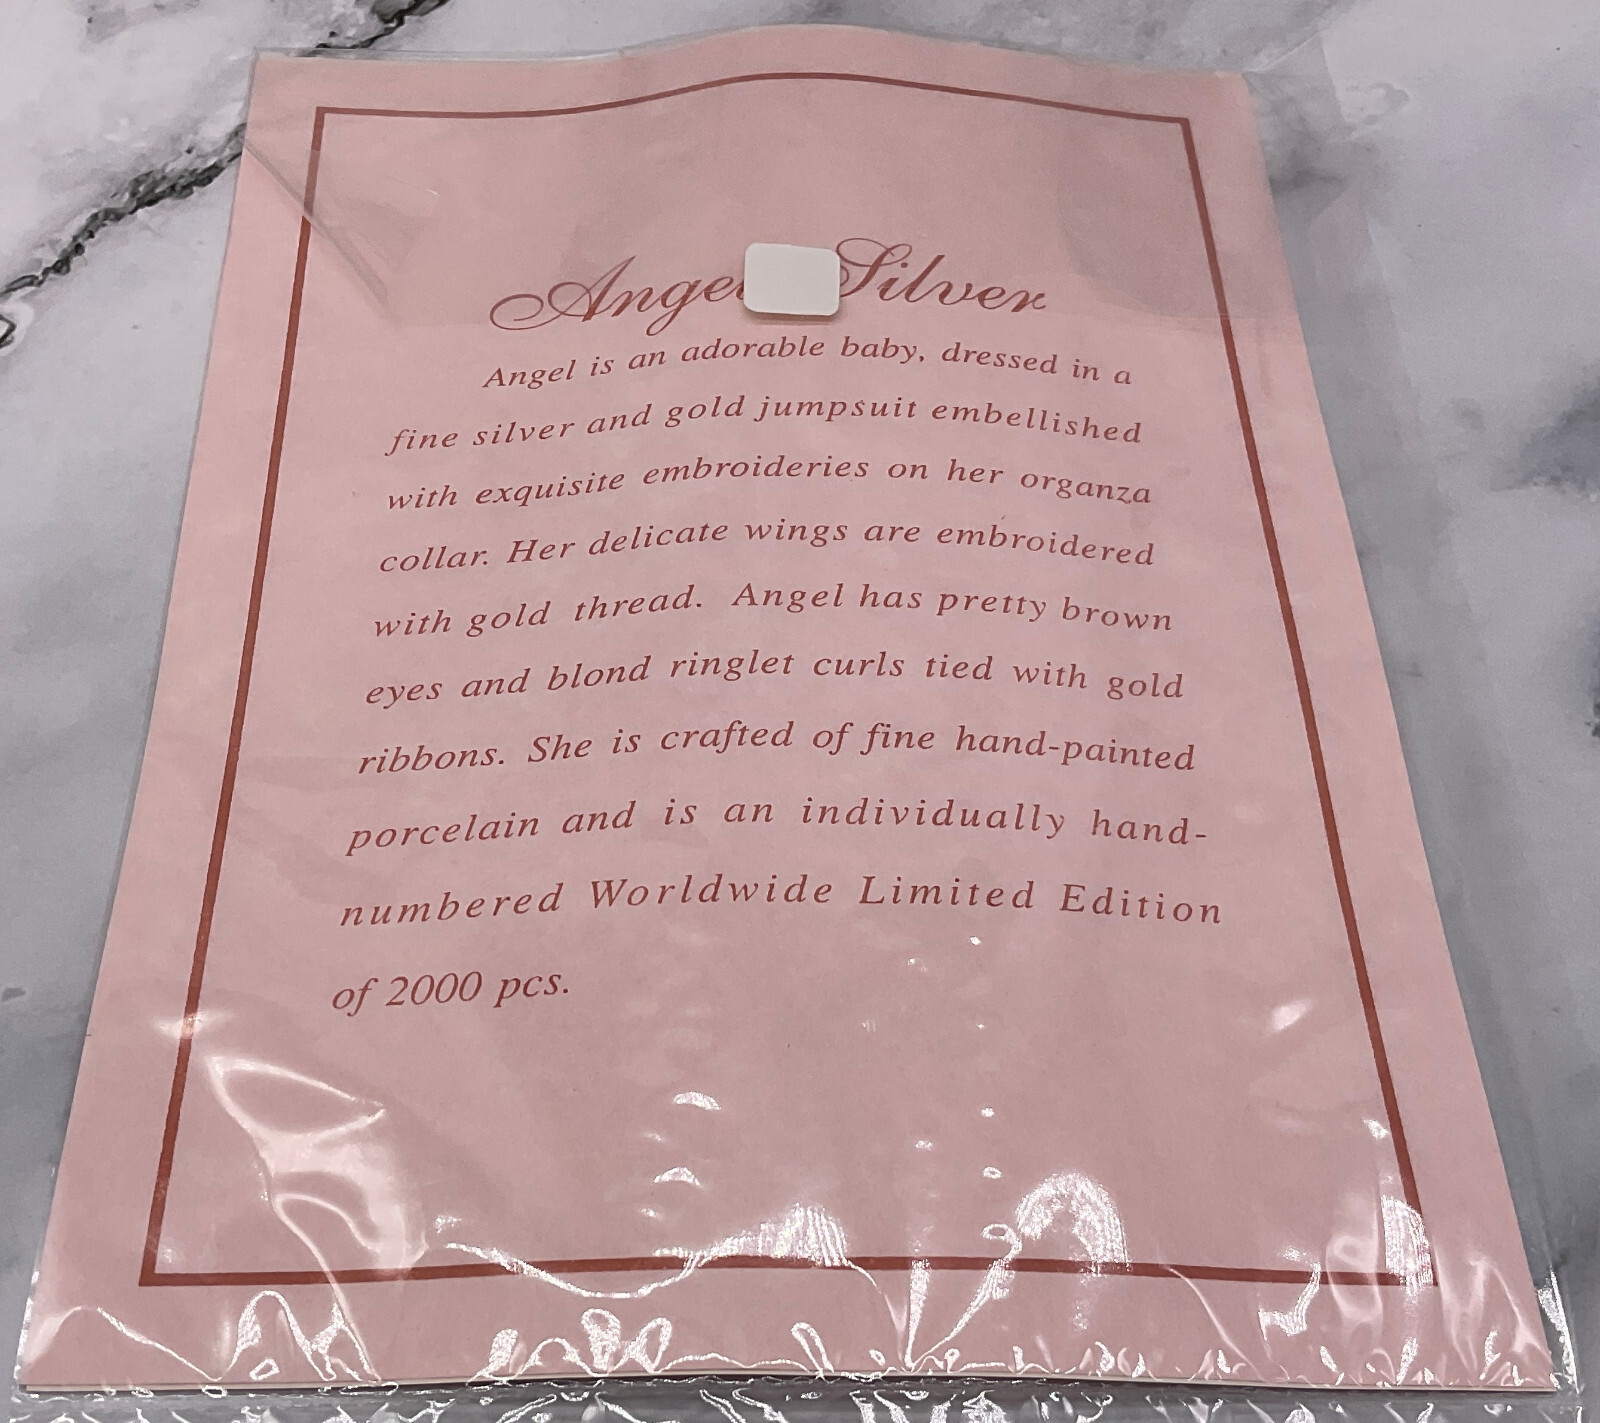 Angel Silver
Angel is an adorable baby, dressed in a
fine silver and gold jumpsuit embellished
with exquisite embroideries on her organza
collar. Her delicate wings are embroidered
with gold thread. Angel has pretty brown
eyes and blond ringlet curls tied with gold
ribbons. She is crafted of fine hand-painted
porcelain and is an individually hand-
numbered Worldwide Limited Edition
of 2000 pcs.